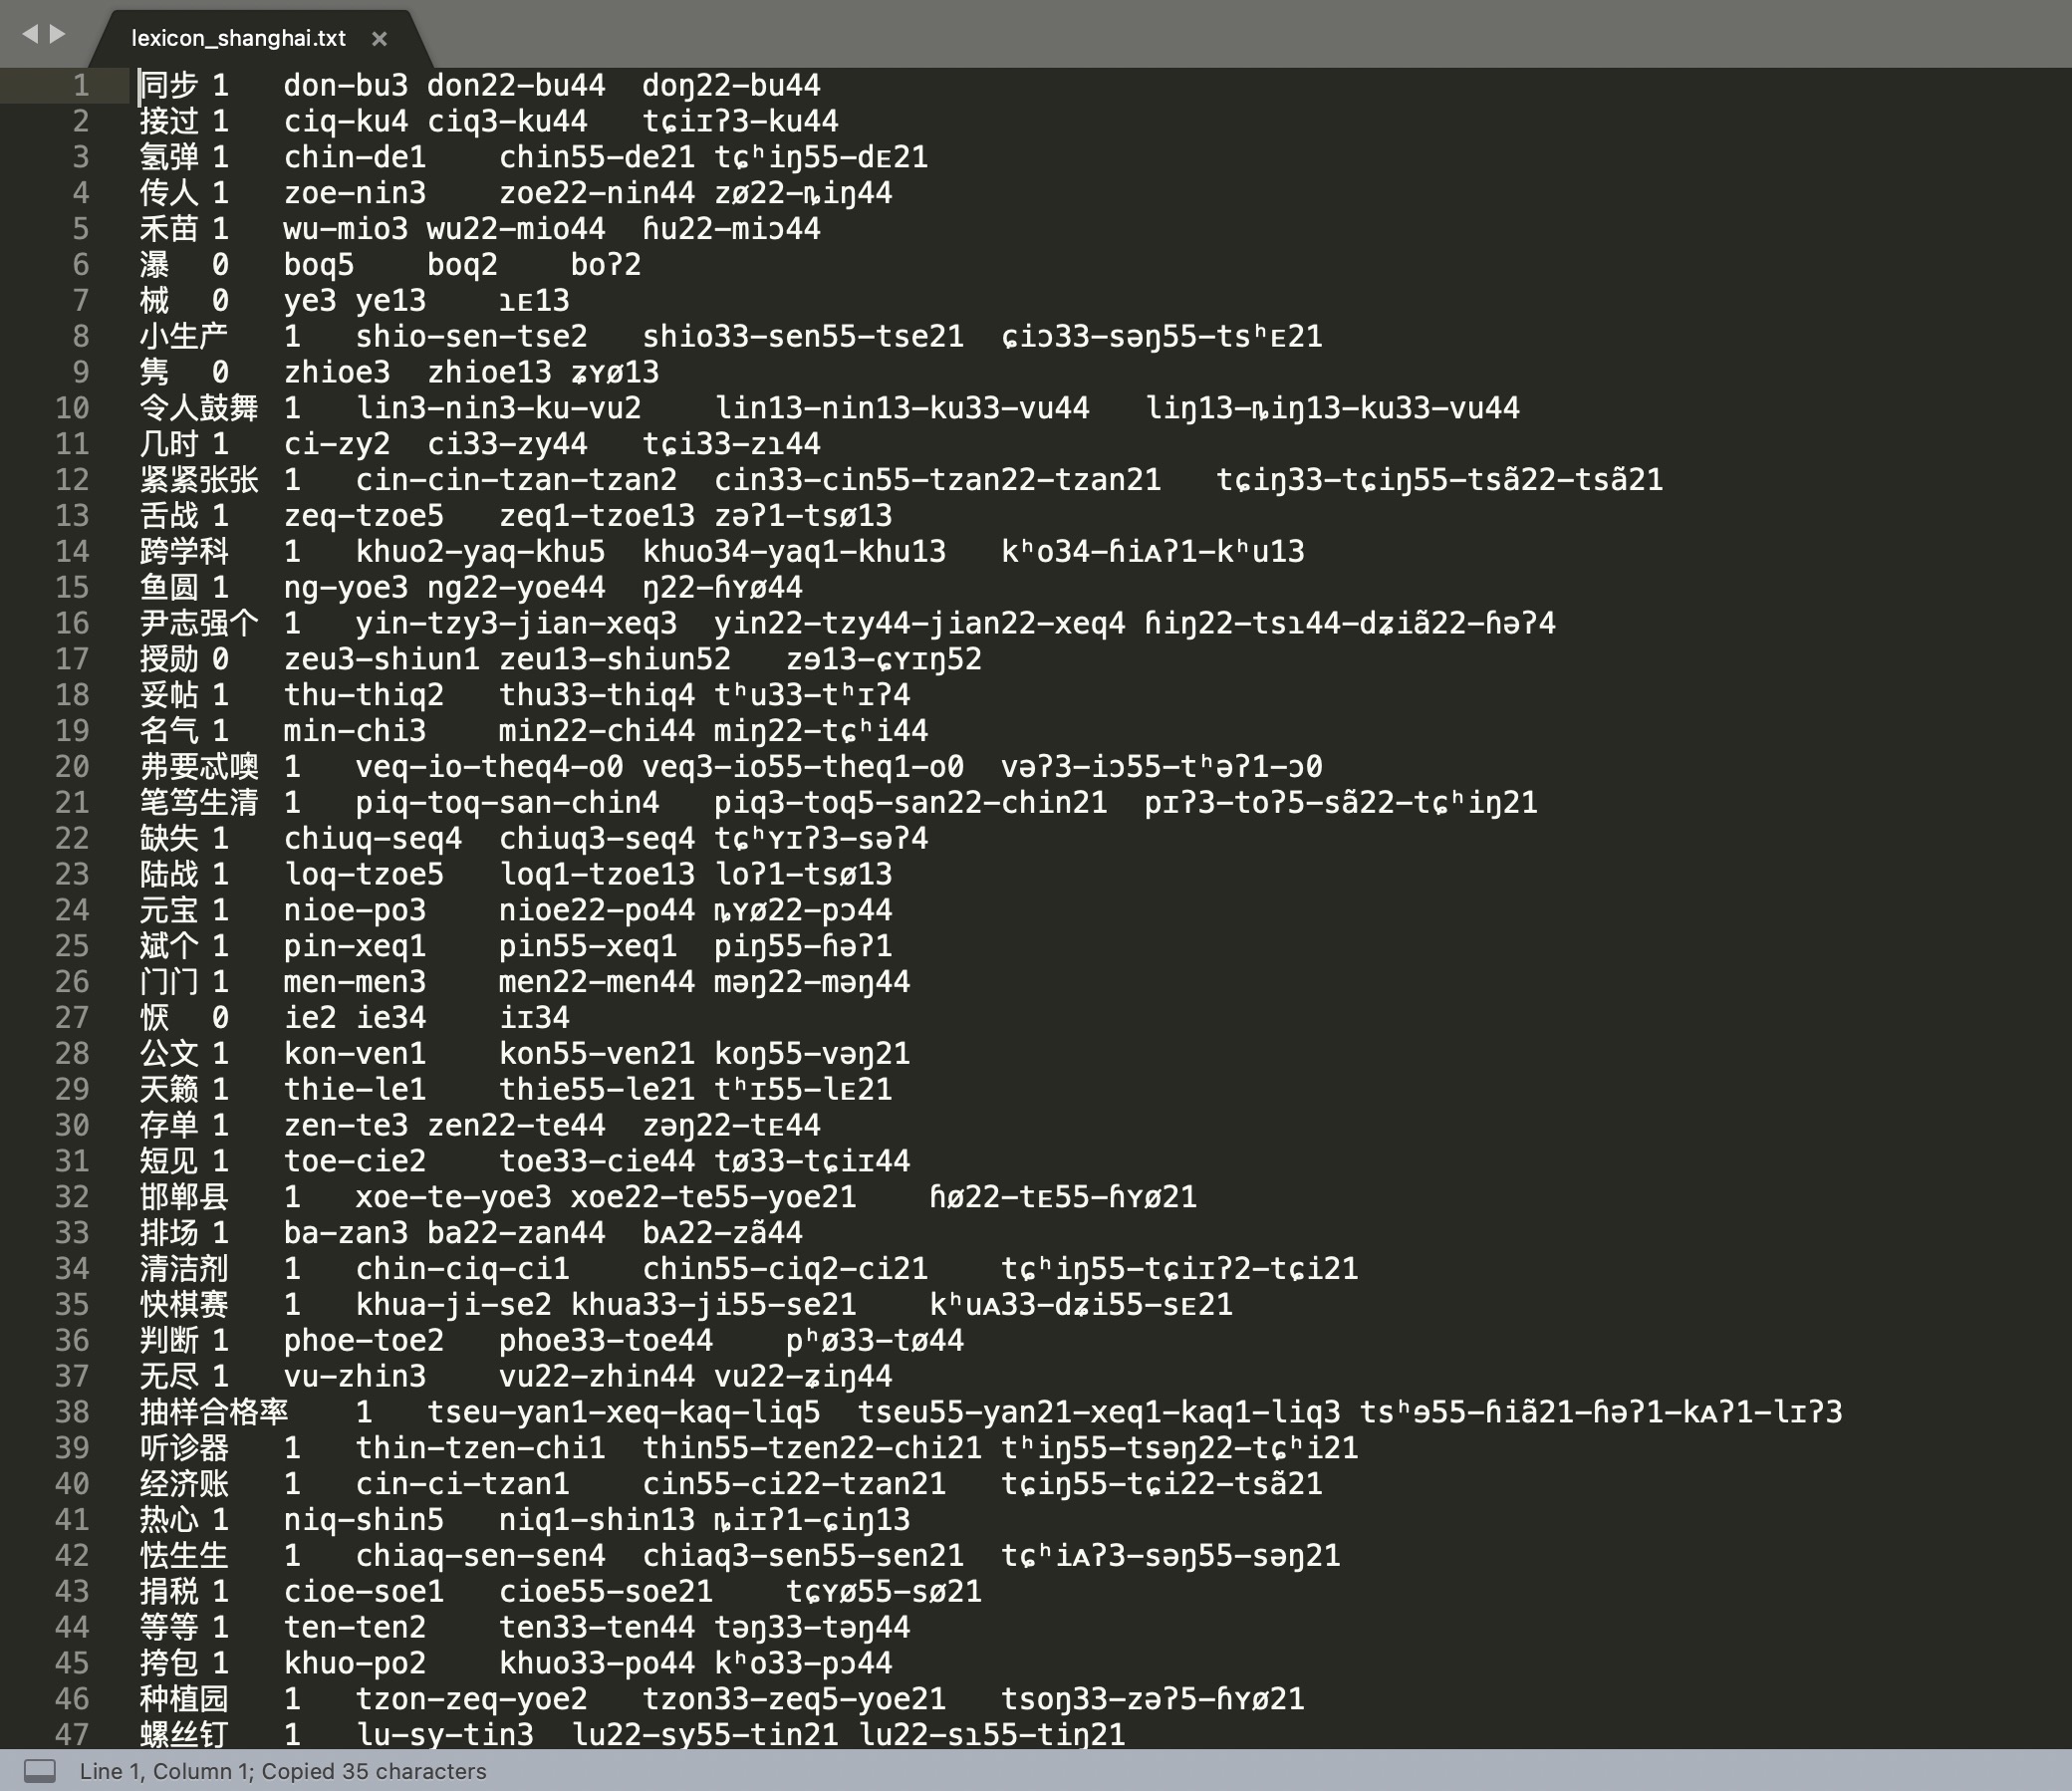 lexicon_shanghai.txt ×
1 同步 1 don-bu3 don22-bu44 doŋ22-bu44
2 接过 1 ciq-ku4 ciq3-ku44 tɕiɪʔ3-ku44
3 氢弹 1 chin-de1 chin55-de21 tɕʰiŋ55-dᴇ21
4 传人 1 zoe-nin3 zoe22-nin44 zø22-ȵiŋ44
5 禾苗 1 wu-mio3 wu22-mio44 ɦu22-miɔ44
6 瀑 0 boq5 boq2 boʔ2
7 械 0 ye3 ye13 ɿᴇ13
8 小生产 1 shio-sen-tse2 shio33-sen55-tse21 ɕiɔ33-səŋ55-tsʰᴇ21
9 隽 0 zhioe3 zhioe13 ʑʏø13
10 令人鼓舞 1 lin3-nin3-ku-vu2 lin13-nin13-ku33-vu44 liŋ13-ȵiŋ13-ku33-vu44
11 几时 1 ci-zy2 ci33-zy44 tɕi33-zɿ44
12 紧紧张张 1 cin-cin-tzan-tzan2 cin33-cin55-tzan22-tzan21 tɕiŋ33-tɕiŋ55-tsã22-tsã21
13 舌战 1 zeq-tzoe5 zeq1-tzoe13 zəʔ1-tsø13
14 跨学科 1 khuo2-yaq-khu5 khuo34-yaq1-khu13 kʰo34-ɦiᴀʔ1-kʰu13
15 鱼圆 1 ng-yoe3 ng22-yoe44 ŋ22-ɦʏø44
16 尹志强个 1 yin-tzy3-jian-xeq3 yin22-tzy44-jian22-xeq4 ɦiŋ22-tsɿ44-dʑiã22-ɦəʔ4
17 授勋 0 zeu3-shiun1 zeu13-shiun52 zɘ13-ɕʏɪŋ52
18 妥帖 1 thu-thiq2 thu33-thiq4 tʰu33-tʰɪʔ4
19 名气 1 min-chi3 min22-chi44 miŋ22-tɕʰi44
20 弗要忒噢 1 veq-io-theq4-o0 veq3-io55-theq1-o0 vəʔ3-iɔ55-tʰəʔ1-ɔ0
21 笔笃生清 1 piq-toq-san-chin4 piq3-toq5-san22-chin21 pɪʔ3-toʔ5-sã22-tɕʰiŋ21
22 缺失 1 chiuq-seq4 chiuq3-seq4 tɕʰʏɪʔ3-səʔ4
23 陆战 1 loq-tzoe5 loq1-tzoe13 loʔ1-tsø13
24 元宝 1 nioe-po3 nioe22-po44 ȵʏø22-pɔ44
25 斌个 1 pin-xeq1 pin55-xeq1 piŋ55-ɦəʔ1
26 门门 1 men-men3 men22-men44 məŋ22-məŋ44
27 恹 0 ie2 ie34 iɪ34
28 公文 1 kon-ven1 kon55-ven21 koŋ55-vəŋ21
29 天籁 1 thie-le1 thie55-le21 tʰɪ55-lᴇ21
30 存单 1 zen-te3 zen22-te44 zəŋ22-tᴇ44
31 短见 1 toe-cie2 toe33-cie44 tø33-tɕiɪ44
32 邯郸县 1 xoe-te-yoe3 xoe22-te55-yoe21 ɦø22-tᴇ55-ɦʏø21
33 排场 1 ba-zan3 ba22-zan44 bᴀ22-zã44
34 清洁剂 1 chin-ciq-ci1 chin55-ciq2-ci21 tɕʰiŋ55-tɕiɪʔ2-tɕi21
35 快棋赛 1 khua-ji-se2 khua33-ji55-se21 kʰuᴀ33-dʑi55-sᴇ21
36 判断 1 phoe-toe2 phoe33-toe44 pʰø33-tø44
37 无尽 1 vu-zhin3 vu22-zhin44 vu22-ʑiŋ44
38 抽样合格率 1 tseu-yan1-xeq-kaq-liq5 tseu55-yan21-xeq1-kaq1-liq3 tsʰɘ55-ɦiã21-ɦəʔ1-kᴀʔ1-lɪʔ3
39 听诊器 1 thin-tzen-chi1 thin55-tzen22-chi21 tʰiŋ55-tsəŋ22-tɕʰi21
40 经济账 1 cin-ci-tzan1 cin55-ci22-tzan21 tɕiŋ55-tɕi22-tsã21
41 热心 1 niq-shin5 niq1-shin13 ȵiɪʔ1-ɕiŋ13
42 怯生生 1 chiaq-sen-sen4 chiaq3-sen55-sen21 tɕʰiᴀʔ3-səŋ55-səŋ21
43 捐税 1 cioe-soe1 cioe55-soe21 tɕʏø55-sø21
44 等等 1 ten-ten2 ten33-ten44 təŋ33-təŋ44
45 挎包 1 khuo-po2 khuo33-po44 kʰo33-pɔ44
46 种植园 1 tzon-zeq-yoe2 tzon33-zeq5-yoe21 tsoŋ33-zəʔ5-ɦʏø21
47 螺丝钉 1 lu-sy-tin3 lu22-sy55-tin21 lu22-sɿ55-tiŋ21
Line 1, Column 1; Copied 35 characters